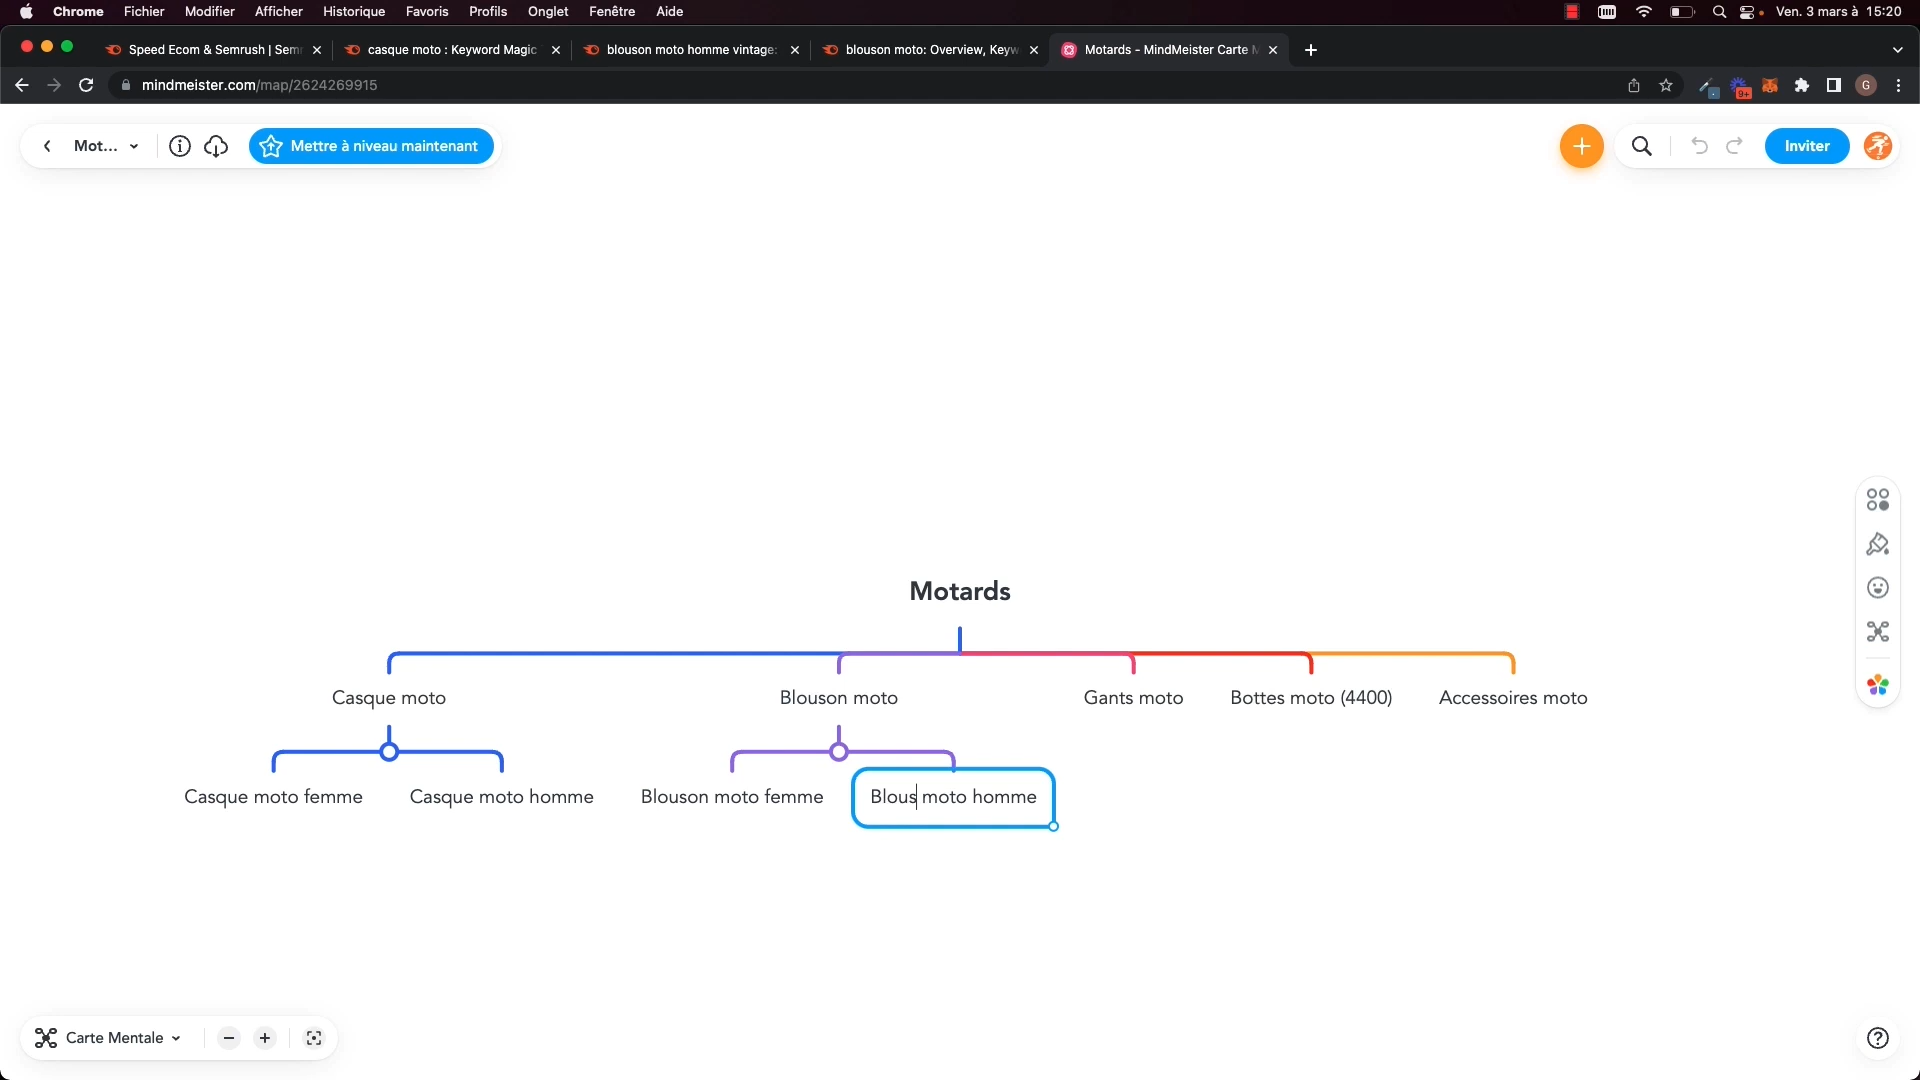 Chrome Fichier Modifier Afficher Historique Favoris Profils Onglet Fenêtre Aide Ven. 3 mars à 15:20
Speed Ecom & Semrush | Semr casque moto : Keyword Magic blouson moto homme vintage: blouson moto: Overview, Keyw Motards - MindMeister Carte M
mindmeister.com/map/2624269915 9+ G
Mot... Mettre à niveau maintenant Inviter
Motards
Casque moto Blouson moto Gants moto Bottes moto (4400) Accessoires moto
Casque moto femme Casque moto homme Blouson moto femme Blous moto homme
Carte Mentale